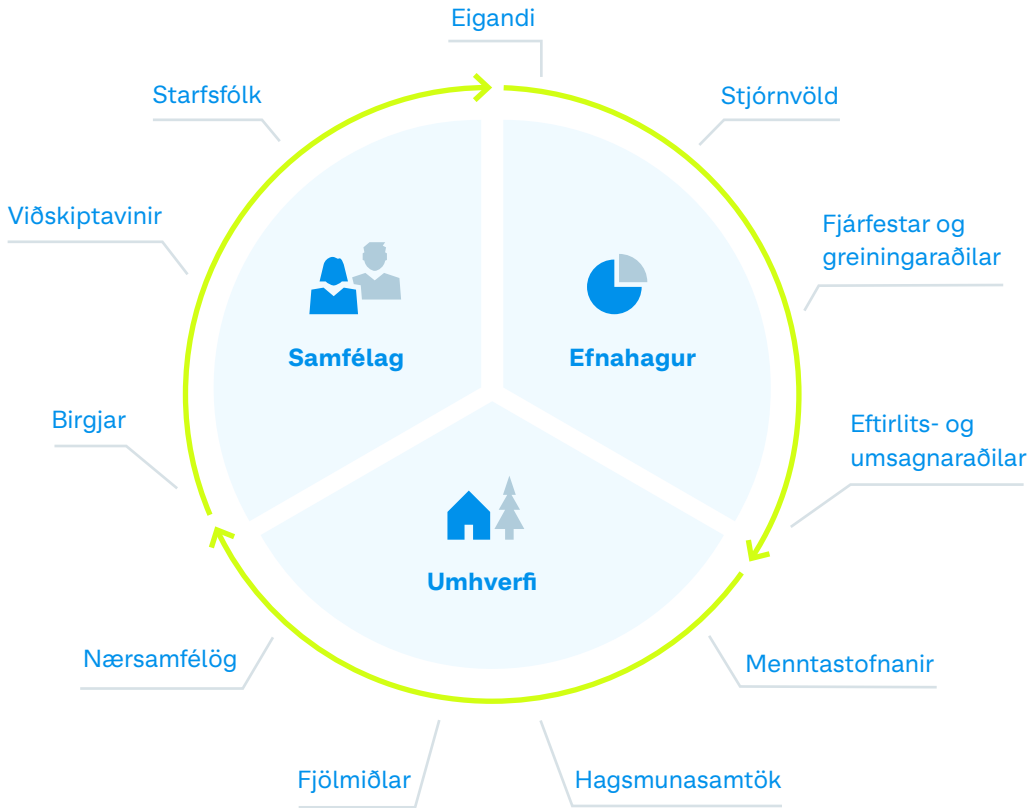 Eigandi
Starfsfólk
Stjórnvöld
Viðskiptavinir
Fjárfestar og
greiningaraðilar
Samfélag
Efnahagur
Birgjar
Eftirlits- og
umsagnaraðilar
Umhverfi
Nærsamfélög
Menntastofnanir
Fjölmiðlar
Hagsmunasamtök